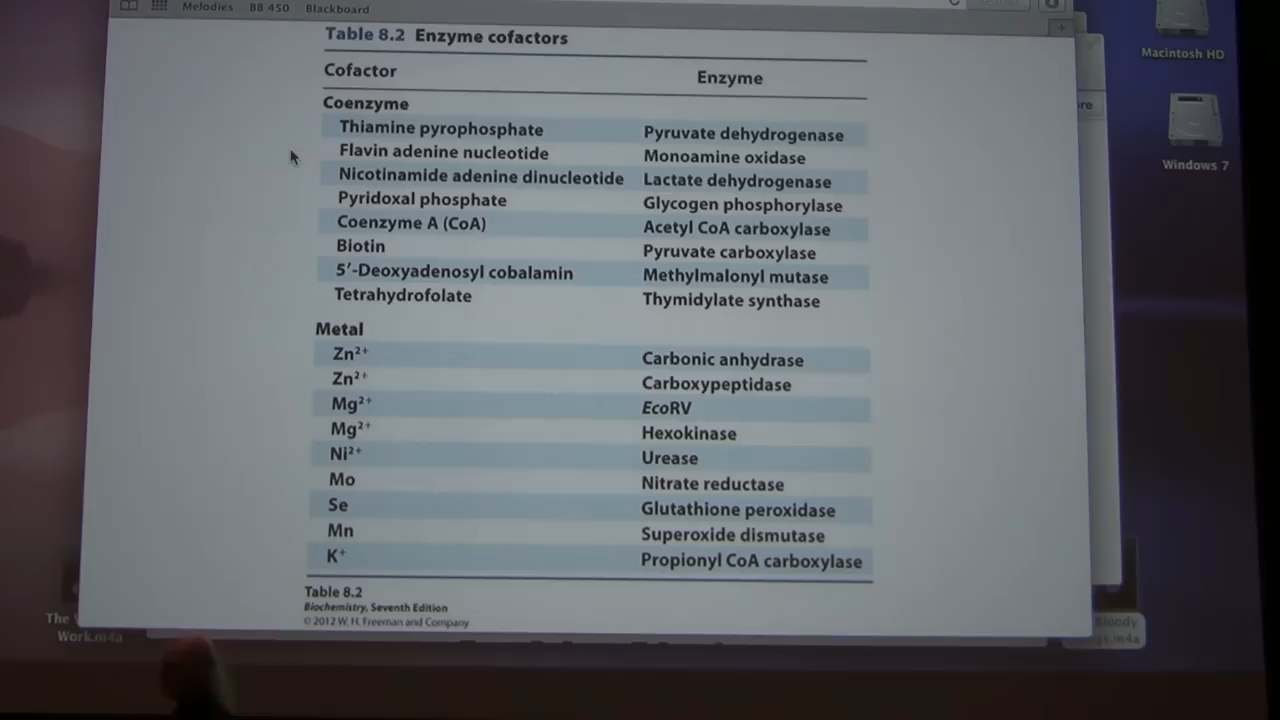 Melodies BB 450 Blackboard
Macintosh HD
Table 8.2 Enzyme cofactors
Cofactor Enzyme
Coenzyme
Thiamine pyrophosphate Pyruvate dehydrogenase
Flavin adenine nucleotide Monoamine oxidase
Nicotinamide adenine dinucleotide Lactate dehydrogenase
Windows 7
Pyridoxal phosphate Glycogen phosphorylase
Coenzyme A (CoA) Acetyl CoA carboxylase
Biotin Pyruvate carboxylase
5′-Deoxyadenosyl cobalamin Methylmalonyl mutase
Tetrahydrofolate Thymidylate synthase
Metal
Zn²⁺ Carbonic anhydrase
Zn²⁺ Carboxypeptidase
Mg²⁺ EcoRV
Mg²⁺ Hexokinase
Ni²⁺ Urease
Mo Nitrate reductase
Se Glutathione peroxidase
Mn Superoxide dismutase
K⁺ Propionyl CoA carboxylase
Table 8.2
Biochemistry, Seventh Edition
© 2012 W. H. Freeman and Company
The
Work.m4a
Bloody